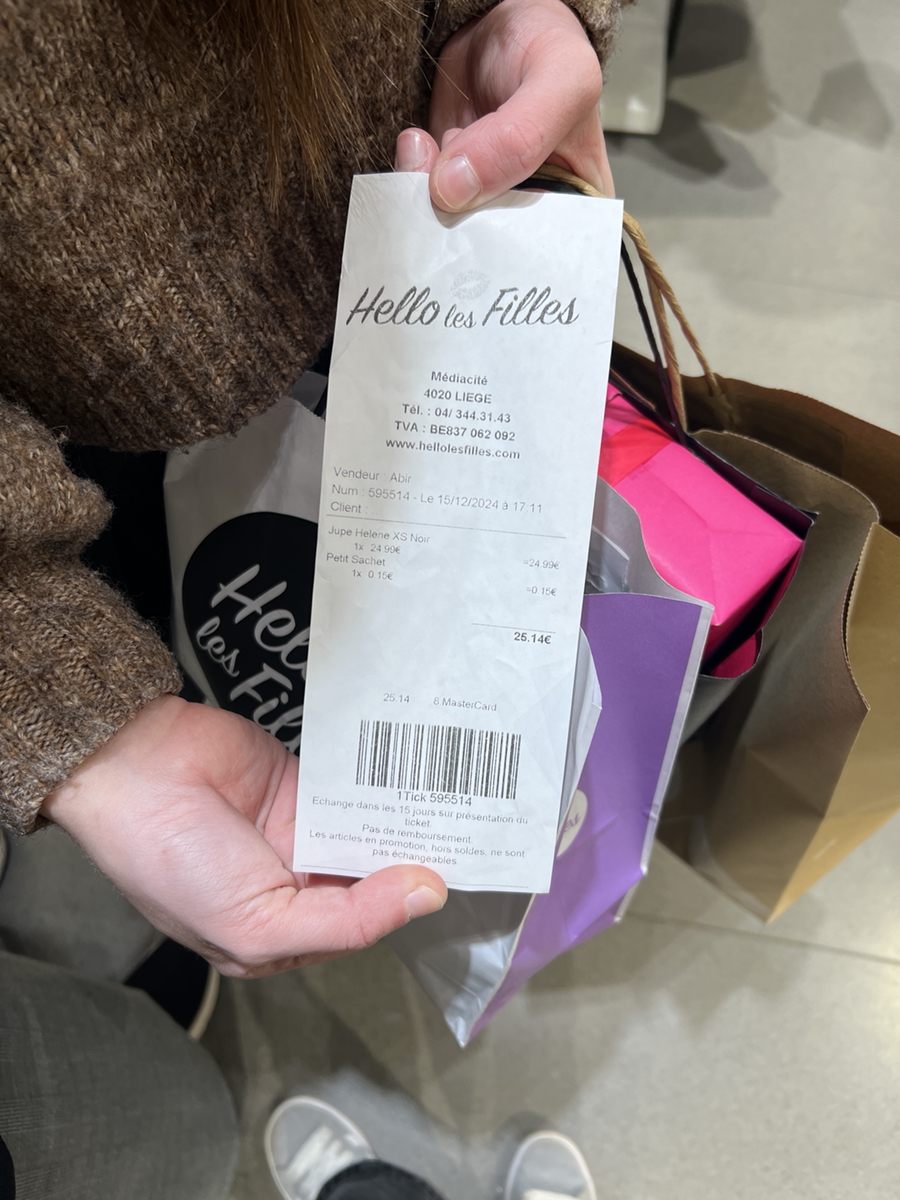 Hello les Filles
Médiacité
4020 LIEGE
Tél. : 04/ 344.31.43
TVA : BE837 062 092
www.hellolesfilles.com
Vendeur : Abir
Num : 595514 - Le 15/12/2024 à 17:11
Client :
Jupe Helene XS Noir
1x 24.99€ =24.99€
Petit Sachet
1x 0.15€ =0.15€
25.14€
25.14 8.MasterCard
1Tick 595514
Echange dans les 15 jours sur présentation du
ticket.
Pas de remboursement.
Les articles en promotion, hors soldes, ne sont
pas échangeables.
Hello
les
Fil